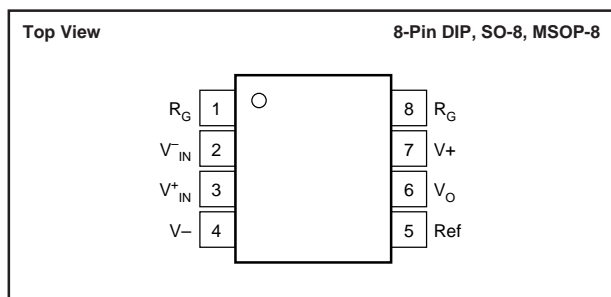 Top View 8-Pin DIP, SO-8, MSOP-8
R_G 1 8 R_G
V⁻_IN 2 7 V+
V⁺_IN 3 6 V_O
V– 4 5 Ref